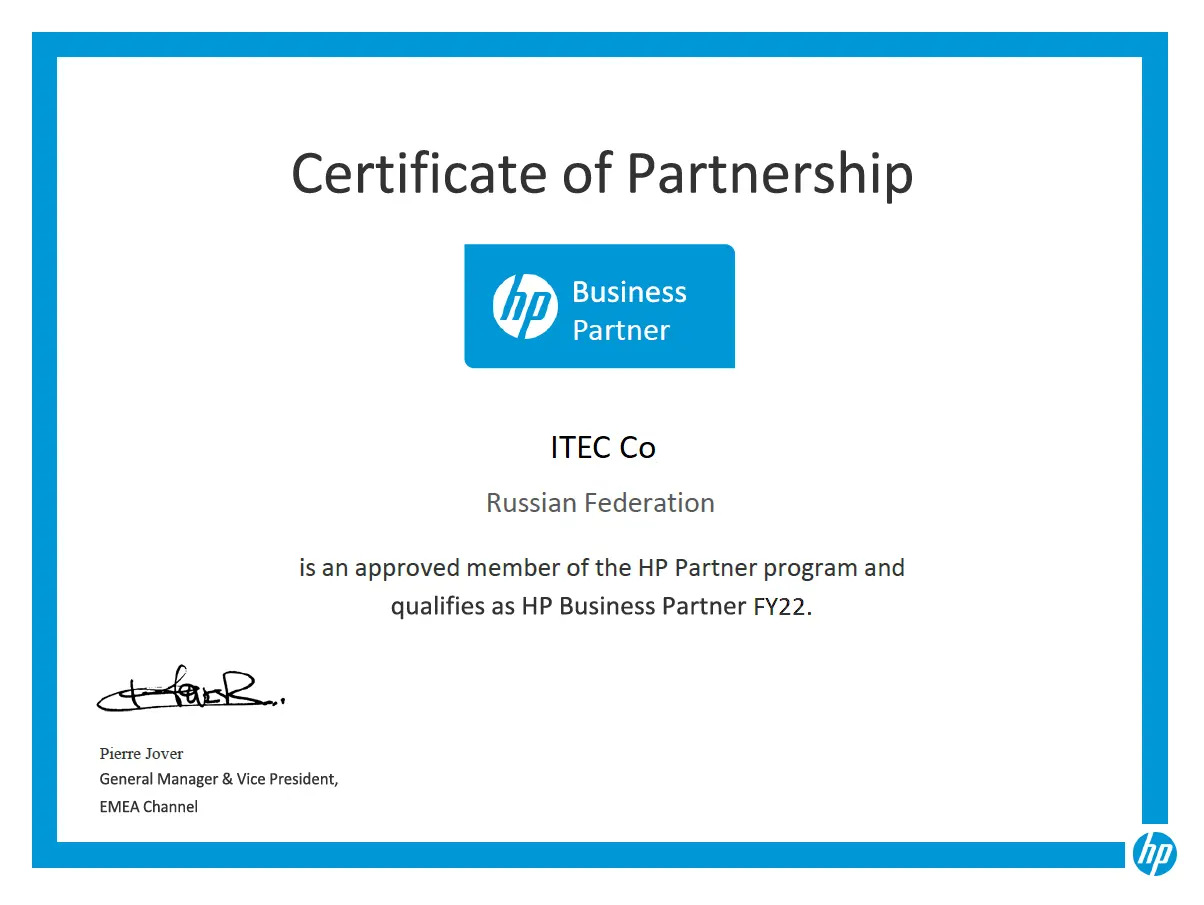 Certificate of Partnership
hp
Business
Partner
ITEC Co
Russian Federation
is an approved member of the HP Partner program and
qualifies as HP Business Partner FY22.
Pierre Jover
General Manager & Vice President,
EMEA Channel
hp